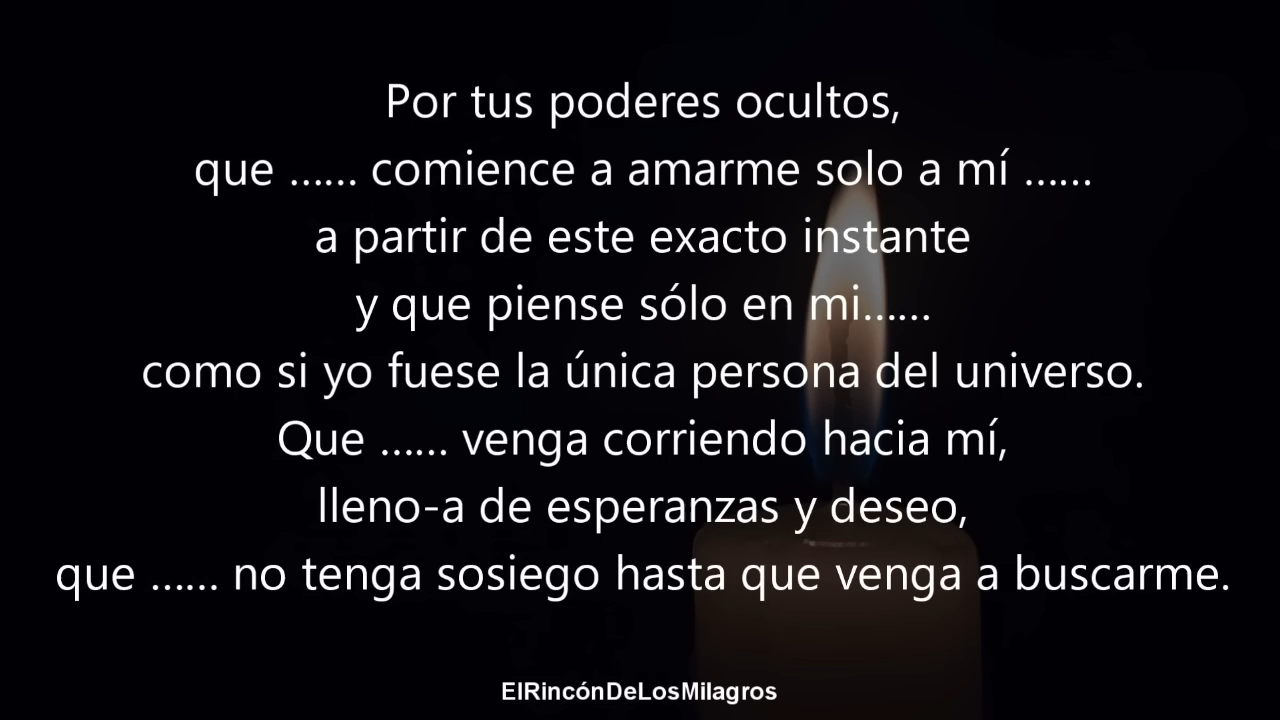 Por tus poderes ocultos,
que ...... comience a amarme solo a mí ......
a partir de este exacto instante
y que piense sólo en mi......
como si yo fuese la única persona del universo.
Que ...... venga corriendo hacia mí,
lleno-a de esperanzas y deseo,
que ...... no tenga sosiego hasta que venga a buscarme.
ElRincónDeLosMilagros